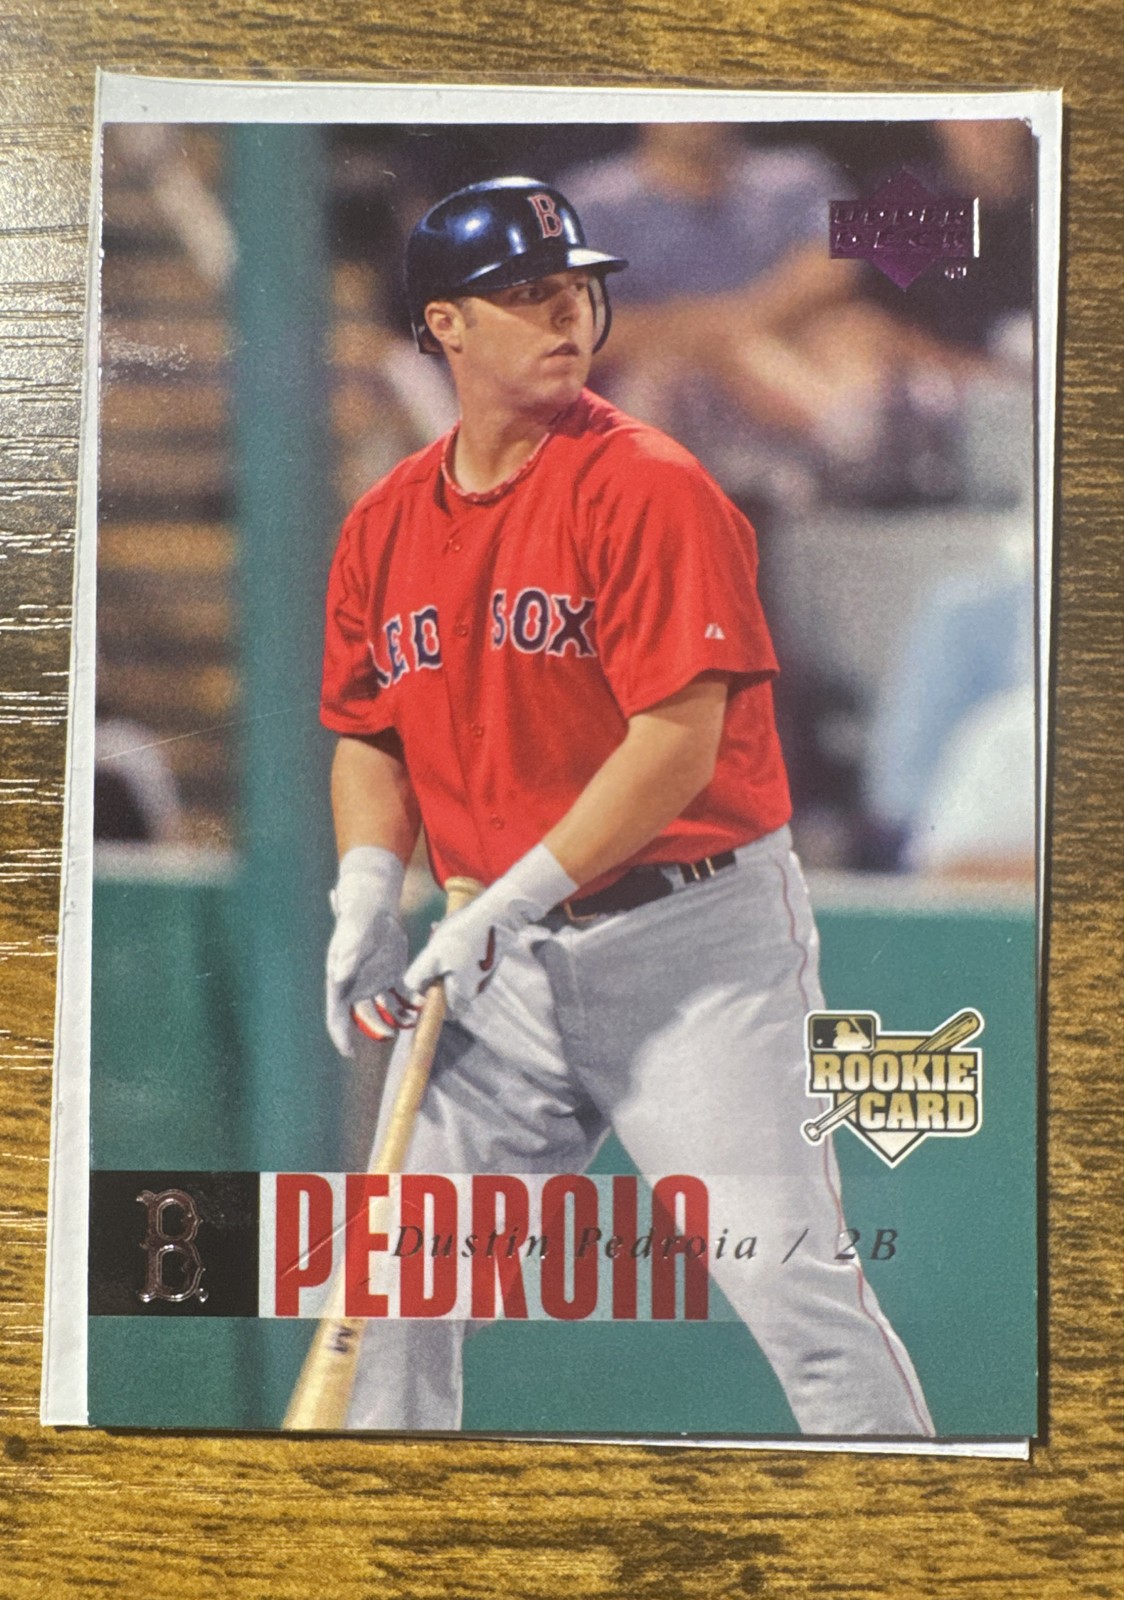 UPPER
DECK
B
RED SOX
ROOKIE
CARD
B
PEDROIA
Dustin Pedroia / 2B